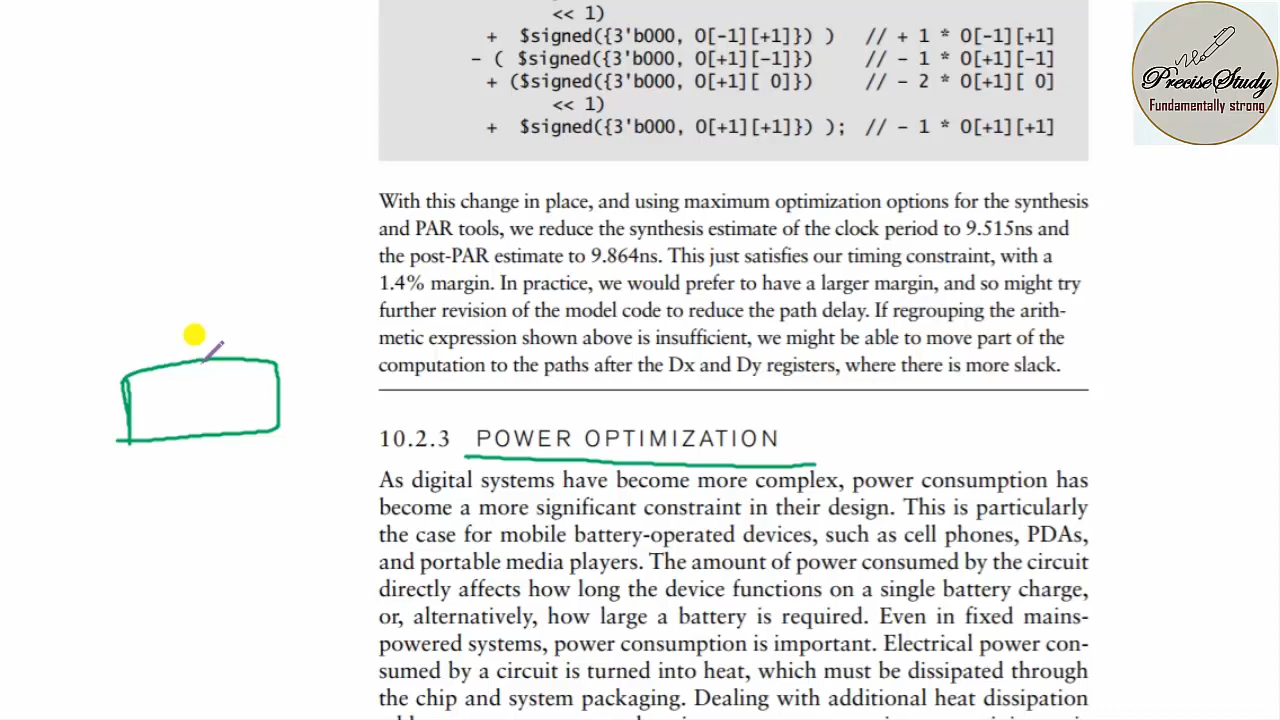 << 1)
+ $signed({3'b000, O[-1][+1]}) ) // + 1 * O[-1][+1]
- ( $signed({3'b000, O[+1][-1]}) // - 1 * O[+1][-1]
+ ($signed({3'b000, O[+1][ 0]}) // - 2 * O[+1][ 0]
<< 1)
+ $signed({3'b000, O[+1][+1]}) ); // - 1 * O[+1][+1]
PreciseStudy
Fundamentally strong
With this change in place, and using maximum optimization options for the synthesis
and PAR tools, we reduce the synthesis estimate of the clock period to 9.515ns and
the post-PAR estimate to 9.864ns. This just satisfies our timing constraint, with a
1.4% margin. In practice, we would prefer to have a larger margin, and so might try
further revision of the model code to reduce the path delay. If regrouping the arith-
metic expression shown above is insufficient, we might be able to move part of the
computation to the paths after the Dx and Dy registers, where there is more slack.
10.2.3 POWER OPTIMIZATION
As digital systems have become more complex, power consumption has
become a more significant constraint in their design. This is particularly
the case for mobile battery-operated devices, such as cell phones, PDAs,
and portable media players. The amount of power consumed by the circuit
directly affects how long the device functions on a single battery charge,
or, alternatively, how large a battery is required. Even in fixed mains-
powered systems, power consumption is important. Electrical power con-
sumed by a circuit is turned into heat, which must be dissipated through
the chip and system packaging. Dealing with additional heat dissipation